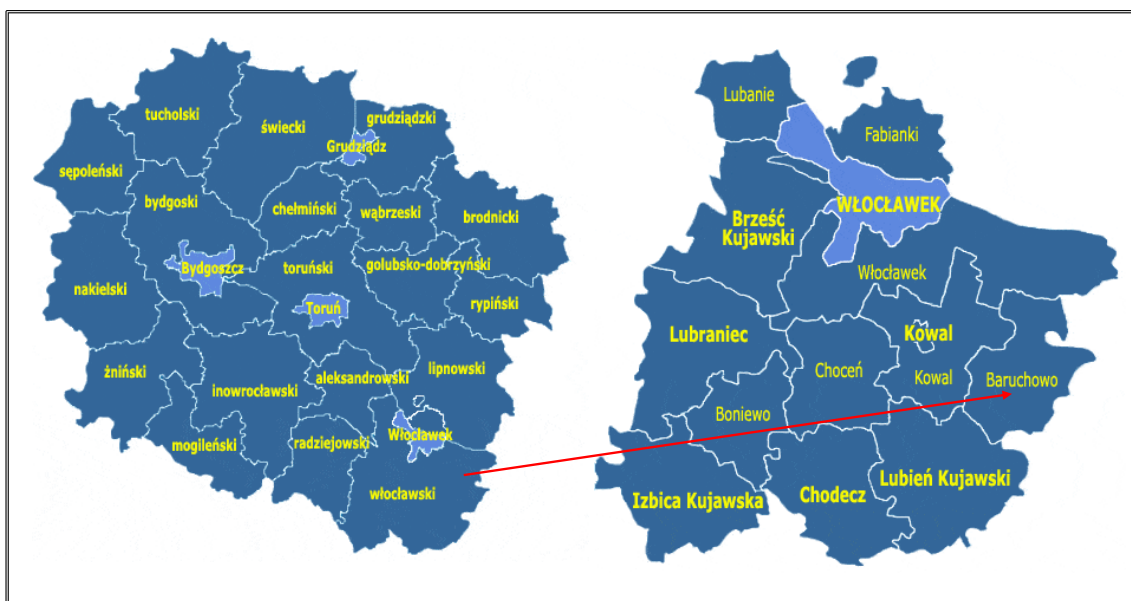 tucholski
świecki
grudziądzki
Grudziądz
sępoleński
bydgoski
chełmiński
wąbrzeski
brodnicki
Bydgoszcz
toruński
golubsko-dobrzyński
nakielski
Toruń
rypiński
żniński
inowrocławski
aleksandrowski
lipnowski
mogileński
radziejowski
Włocławek
włocławski
Lubanie
Fabianki
WŁOCŁAWEK
Brześć
Kujawski
Włocławek
Lubraniec
Kowal
Choceń
Kowal
Baruchowo
Boniewo
Izbica Kujawska
Chodecz
Lubień Kujawski